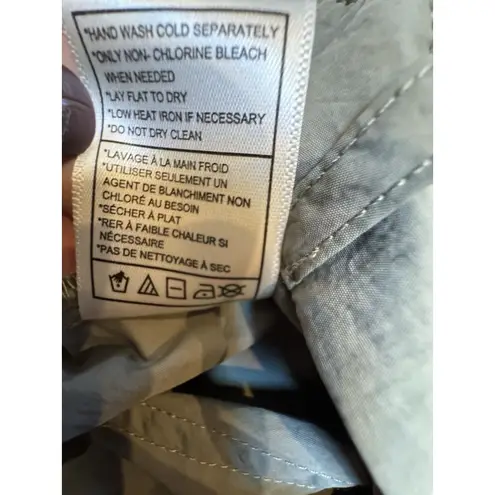 *HAND WASH COLD SEPARATELY
*ONLY NON- CHLORINE BLEACH
WHEN NEEDED
*LAY FLAT TO DRY
*LOW HEAT IRON IF NECESSARY
*DO NOT DRY CLEAN
*LAVAGE À LA MAIN FROID
*UTILISER SEULEMENT UN
AGENT DE BLANCHIMENT NON
CHLORÉ AU BESOIN
*SÉCHER À PLAT
*RER À FAIBLE CHALEUR SI
NÉCESSAIRE
*PAS DE NETTOYAGE À SEC